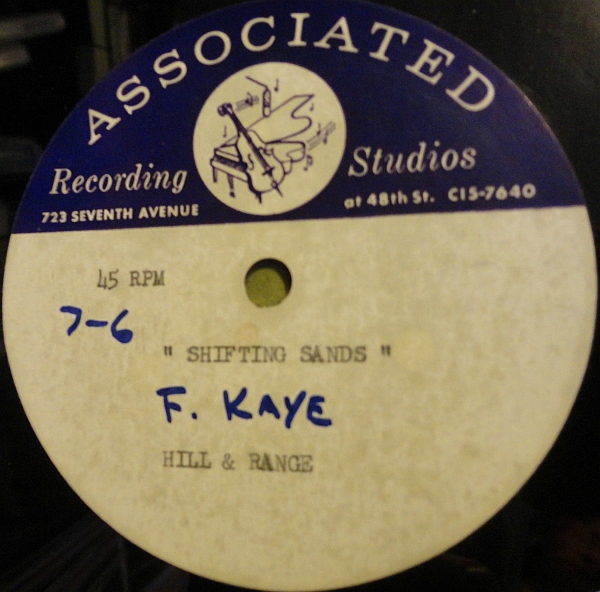 ASSOCIATED
Recording Studios
723 SEVENTH AVENUE at 48th St. CI5-7640
45 RPM
7-6
" SHIFTING SANDS "
F. KAYE
HILL & RANGE